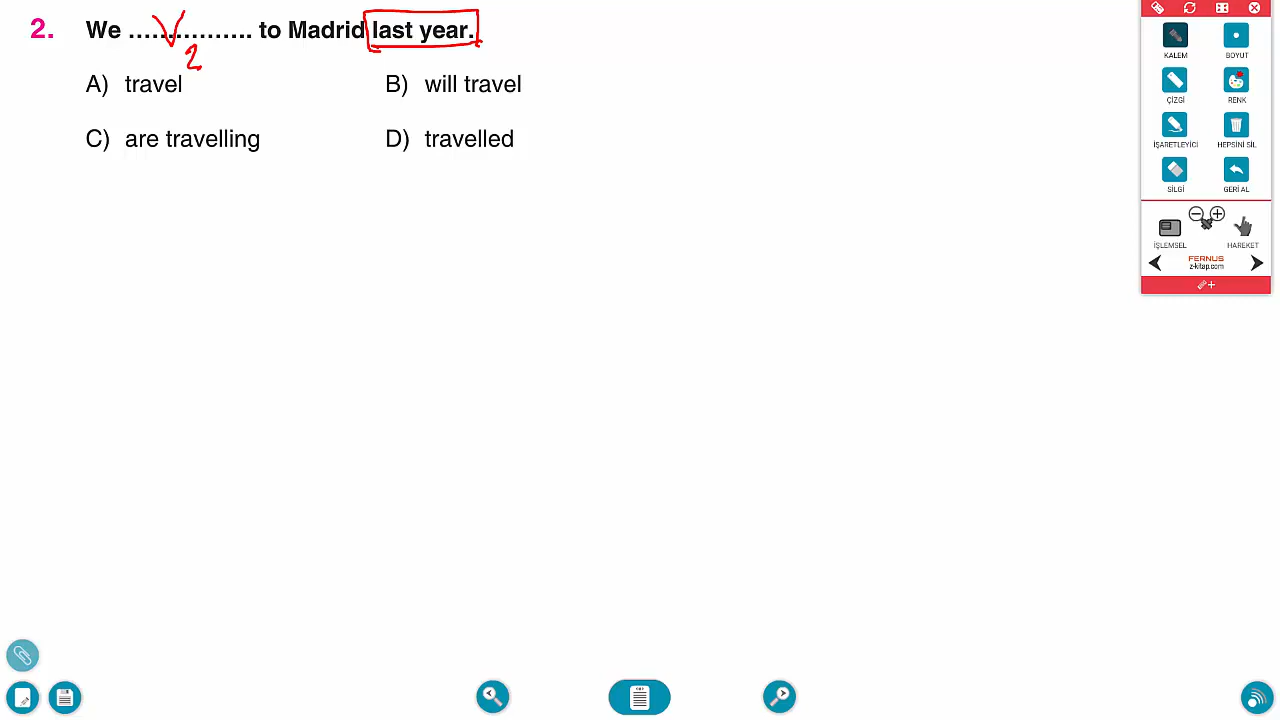 2. We ..................... to Madrid last year.
V2
A) travel B) will travel
C) are travelling D) travelled
KALEM BOYUT
ÇİZGİ RENK
İŞARETLEYİCİ HEPSİNİ SİL
SİLGİ GERİ AL
İŞLEMSEL HAREKET
FERNUS
z-kitap.com